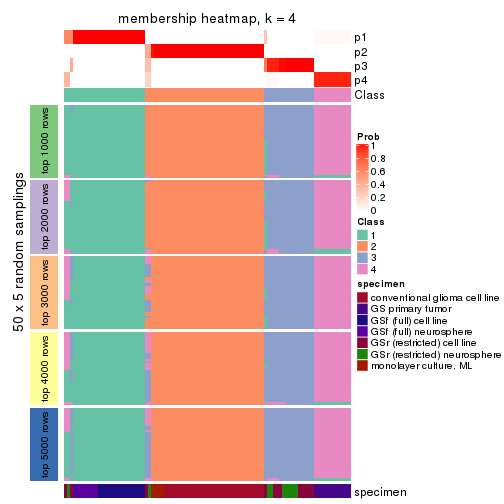 membership heatmap, k = 4
p1
p2
p3
p4
Class
50 x 5 random samplings
top 1000 rows
top 2000 rows
top 3000 rows
top 4000 rows
top 5000 rows
Prob
1
0.8
0.6
0.4
0.2
0
Class
1
2
3
4
specimen
conventional glioma cell line
GS primary tumor
GSf (full) cell line
GSf (full) neurosphere
GSr (restricted) cell line
GSr (restricted) neurosphere
monolayer culture, ML
specimen